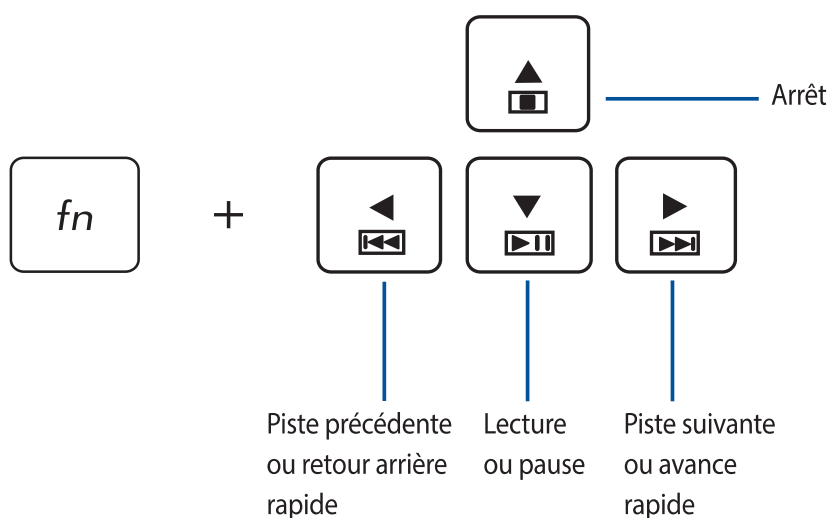 Arrêt
fn
+
Piste précédente
ou retour arrière
rapide
Lecture
ou pause
Piste suivante
ou avance
rapide